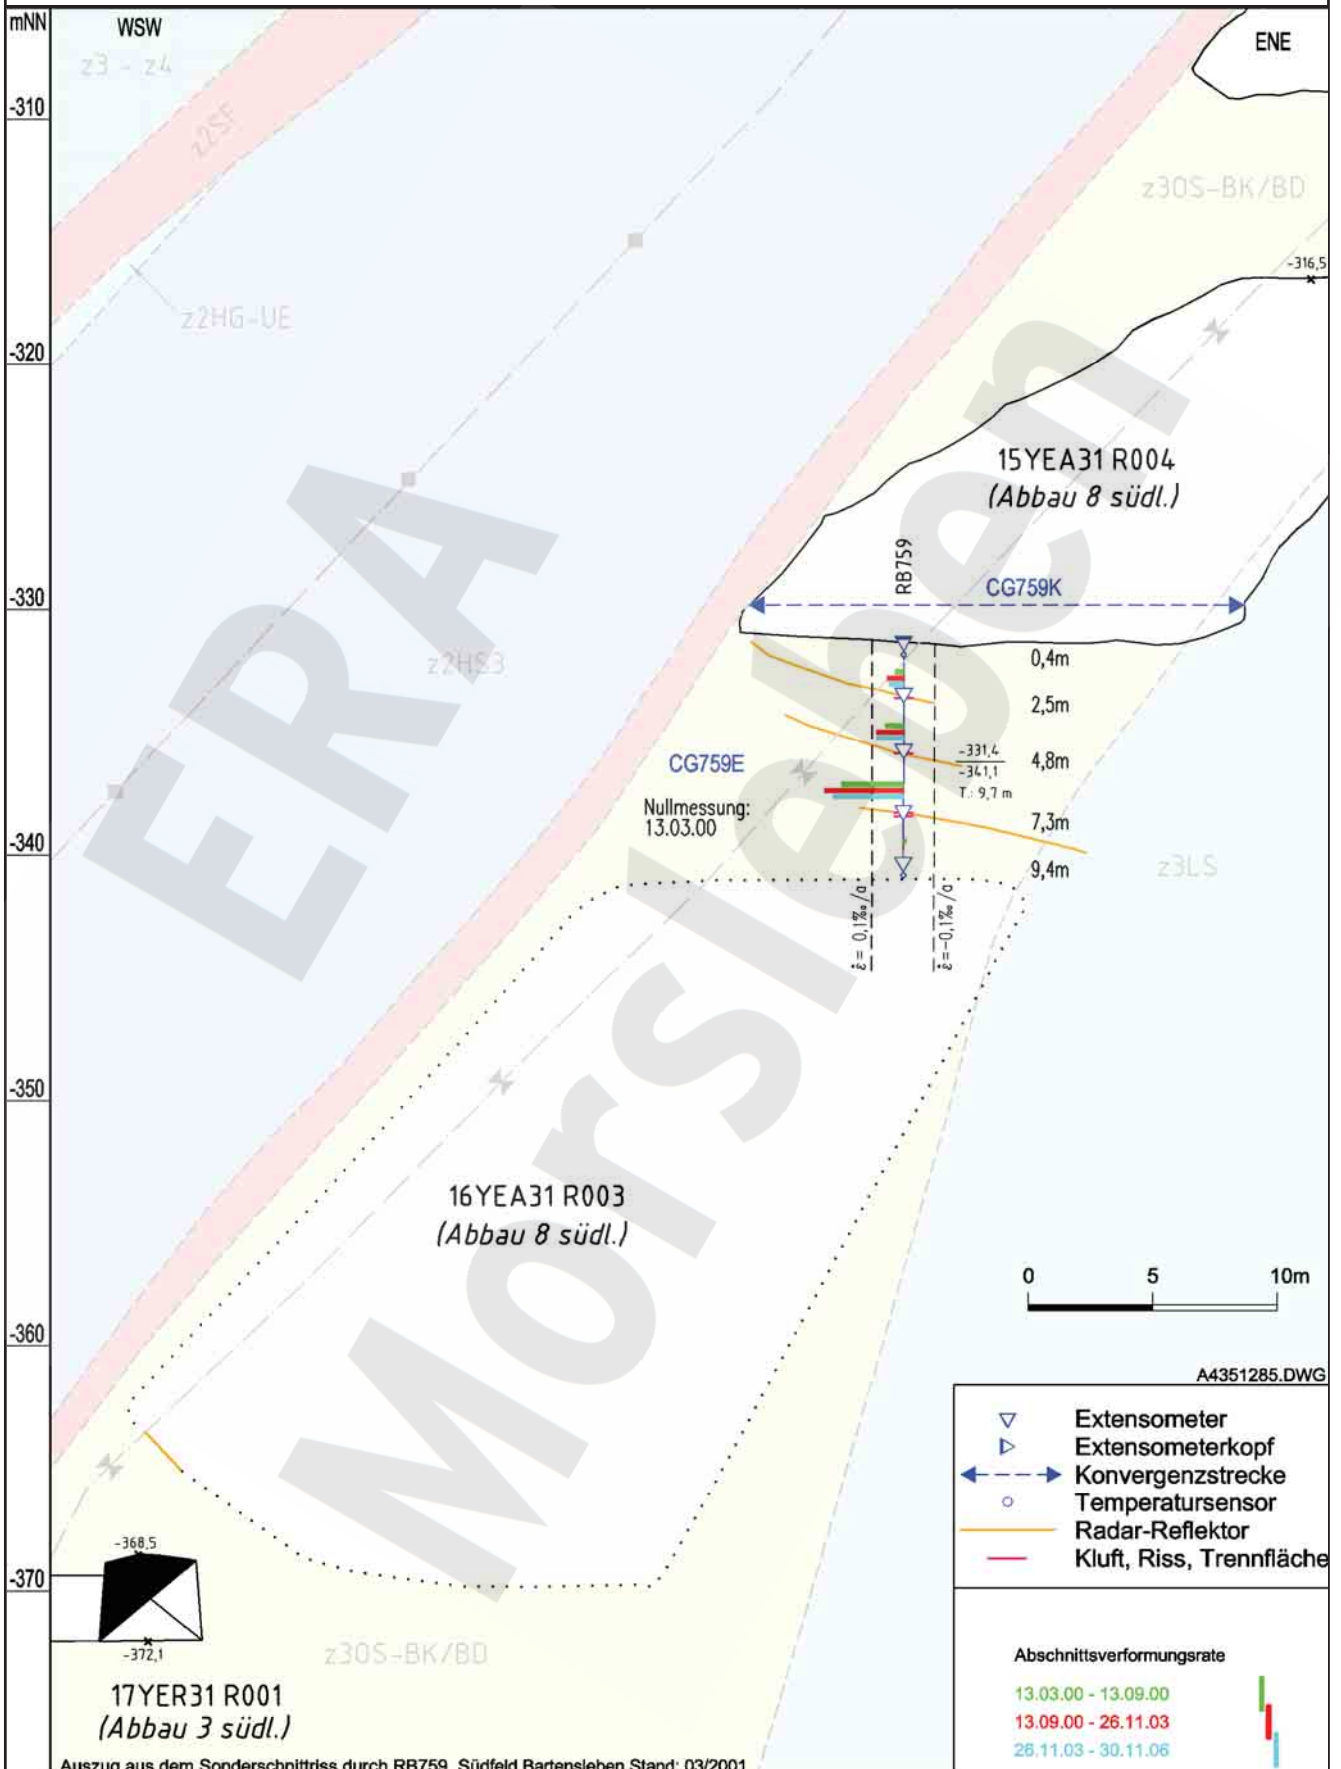 mNN
WSW
ENE
z3 - z4
z2SF
-310
z3OS-BK/BD
-316,5
z2HG-UE
-320
15YEA31 R004
(Abbau 8 südl.)
RB759
CG759K
-330
z2HS3
0,4m
2,5m
CG759E
-331,4
-341,1
T.: 9,7 m
4,8m
Nullmessung:
13.03.00
7,3m
-340
9,4m
z3LS
ε̇ = 0,1‰/a
ε̇=-0,1‰/a
-350
16YEA31 R003
(Abbau 8 südl.)
0 5 10m
-360
A4351285.DWG
Extensometer
Extensometerkopf
Konvergenzstrecke
Temperatursensor
Radar-Reflektor
Kluft, Riss, Trennfläche
-368,5
-370
-372,1
z3OS-BK/BD
17YER31 R001
(Abbau 3 südl.)
Abschnittsverformungsrate
13.03.00 - 13.09.00
13.09.00 - 26.11.03
26.11.03 - 30.11.06
Auszug aus dem Sonderschnittriss durch RB759, Südfeld Bartensleben Stand: 03/2001
ERA
Morsleben